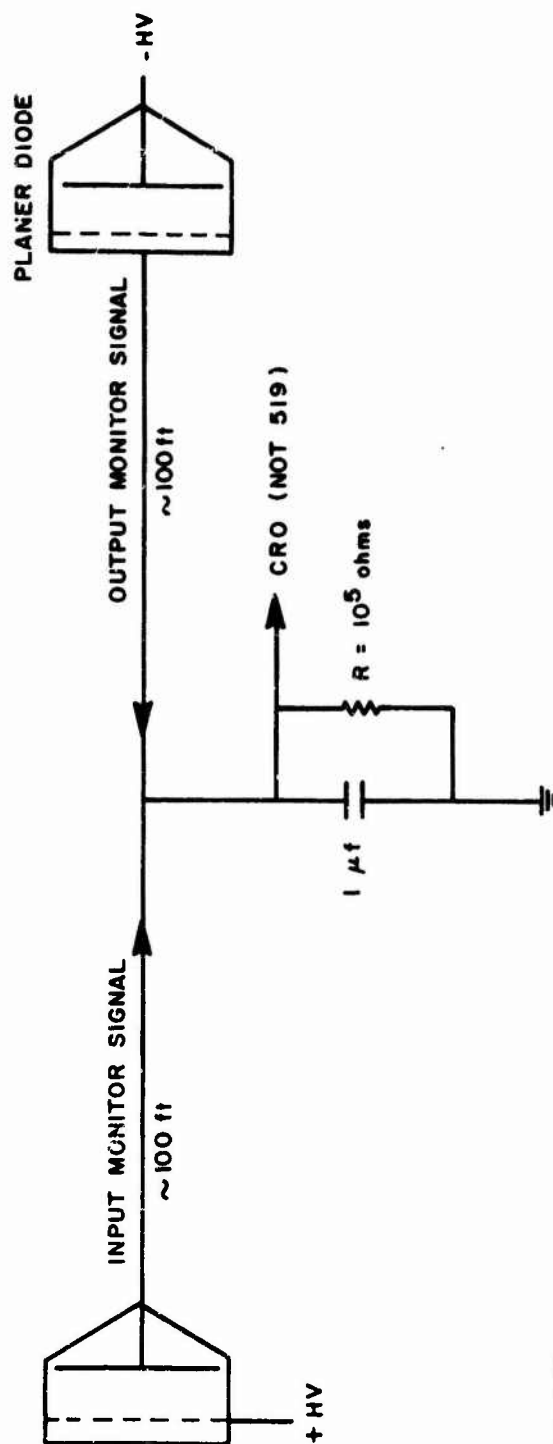 PLANER DIODE
-HV
OUTPUT MONITOR SIGNAL
~100 ft
INPUT MONITOR SIGNAL
~100 ft
+ HV
CRO (NOT 519)
R = 10⁵ ohms
1 µf